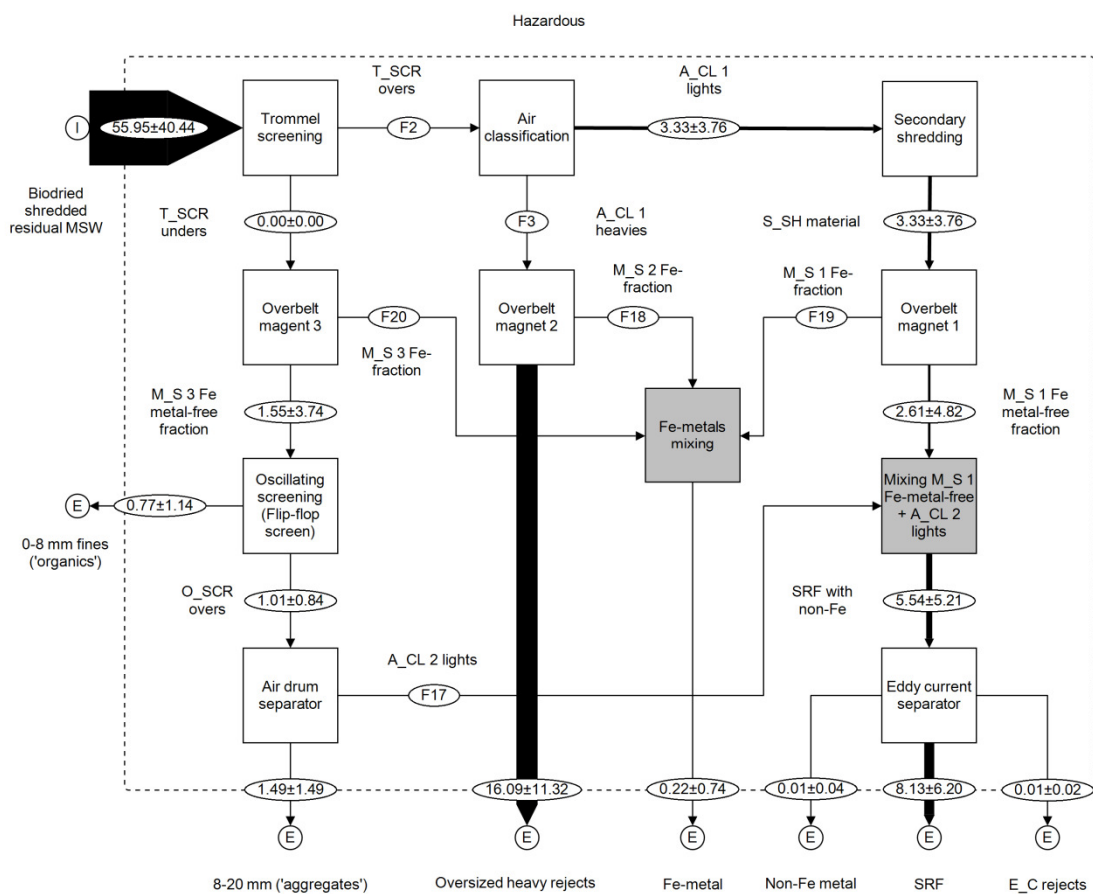 Hazardous
T_SCR
overs
A_CL 1
lights
I
55.95±40.44
Trommel
screening
F2
Air
classification
3.33±3.76
Secondary
shredding
Biodried
shredded
residual MSW
T_SCR
unders
0.00±0.00
F3
A_CL 1
heavies
S_SH material
3.33±3.76
Overbelt
magent 3
F20
M_S 3 Fe-
fraction
Overbelt
magnet 2
M_S 2 Fe-
fraction
F18
M_S 1 Fe-
fraction
F19
Overbelt
magnet 1
M_S 3 Fe
metal-free
fraction
1.55±3.74
Fe-metals
mixing
2.61±4.82
M_S 1 Fe
metal-free
fraction
E
0.77±1.14
0-8 mm fines
('organics')
Oscillating
screening
(Flip-flop
screen)
Mixing M_S 1
Fe-metal-free
+ A_CL 2
lights
O_SCR
overs
1.01±0.84
SRF with
non-Fe
5.54±5.21
Air drum
separator
A_CL 2 lights
F17
Eddy current
separator
1.49±1.49
16.09±11.32
0.22±0.74
0.01±0.04
8.13±6.20
0.01±0.02
E
E
E
E
E
E
8-20 mm ('aggregates')
Oversized heavy rejects
Fe-metal
Non-Fe metal
SRF
E_C rejects